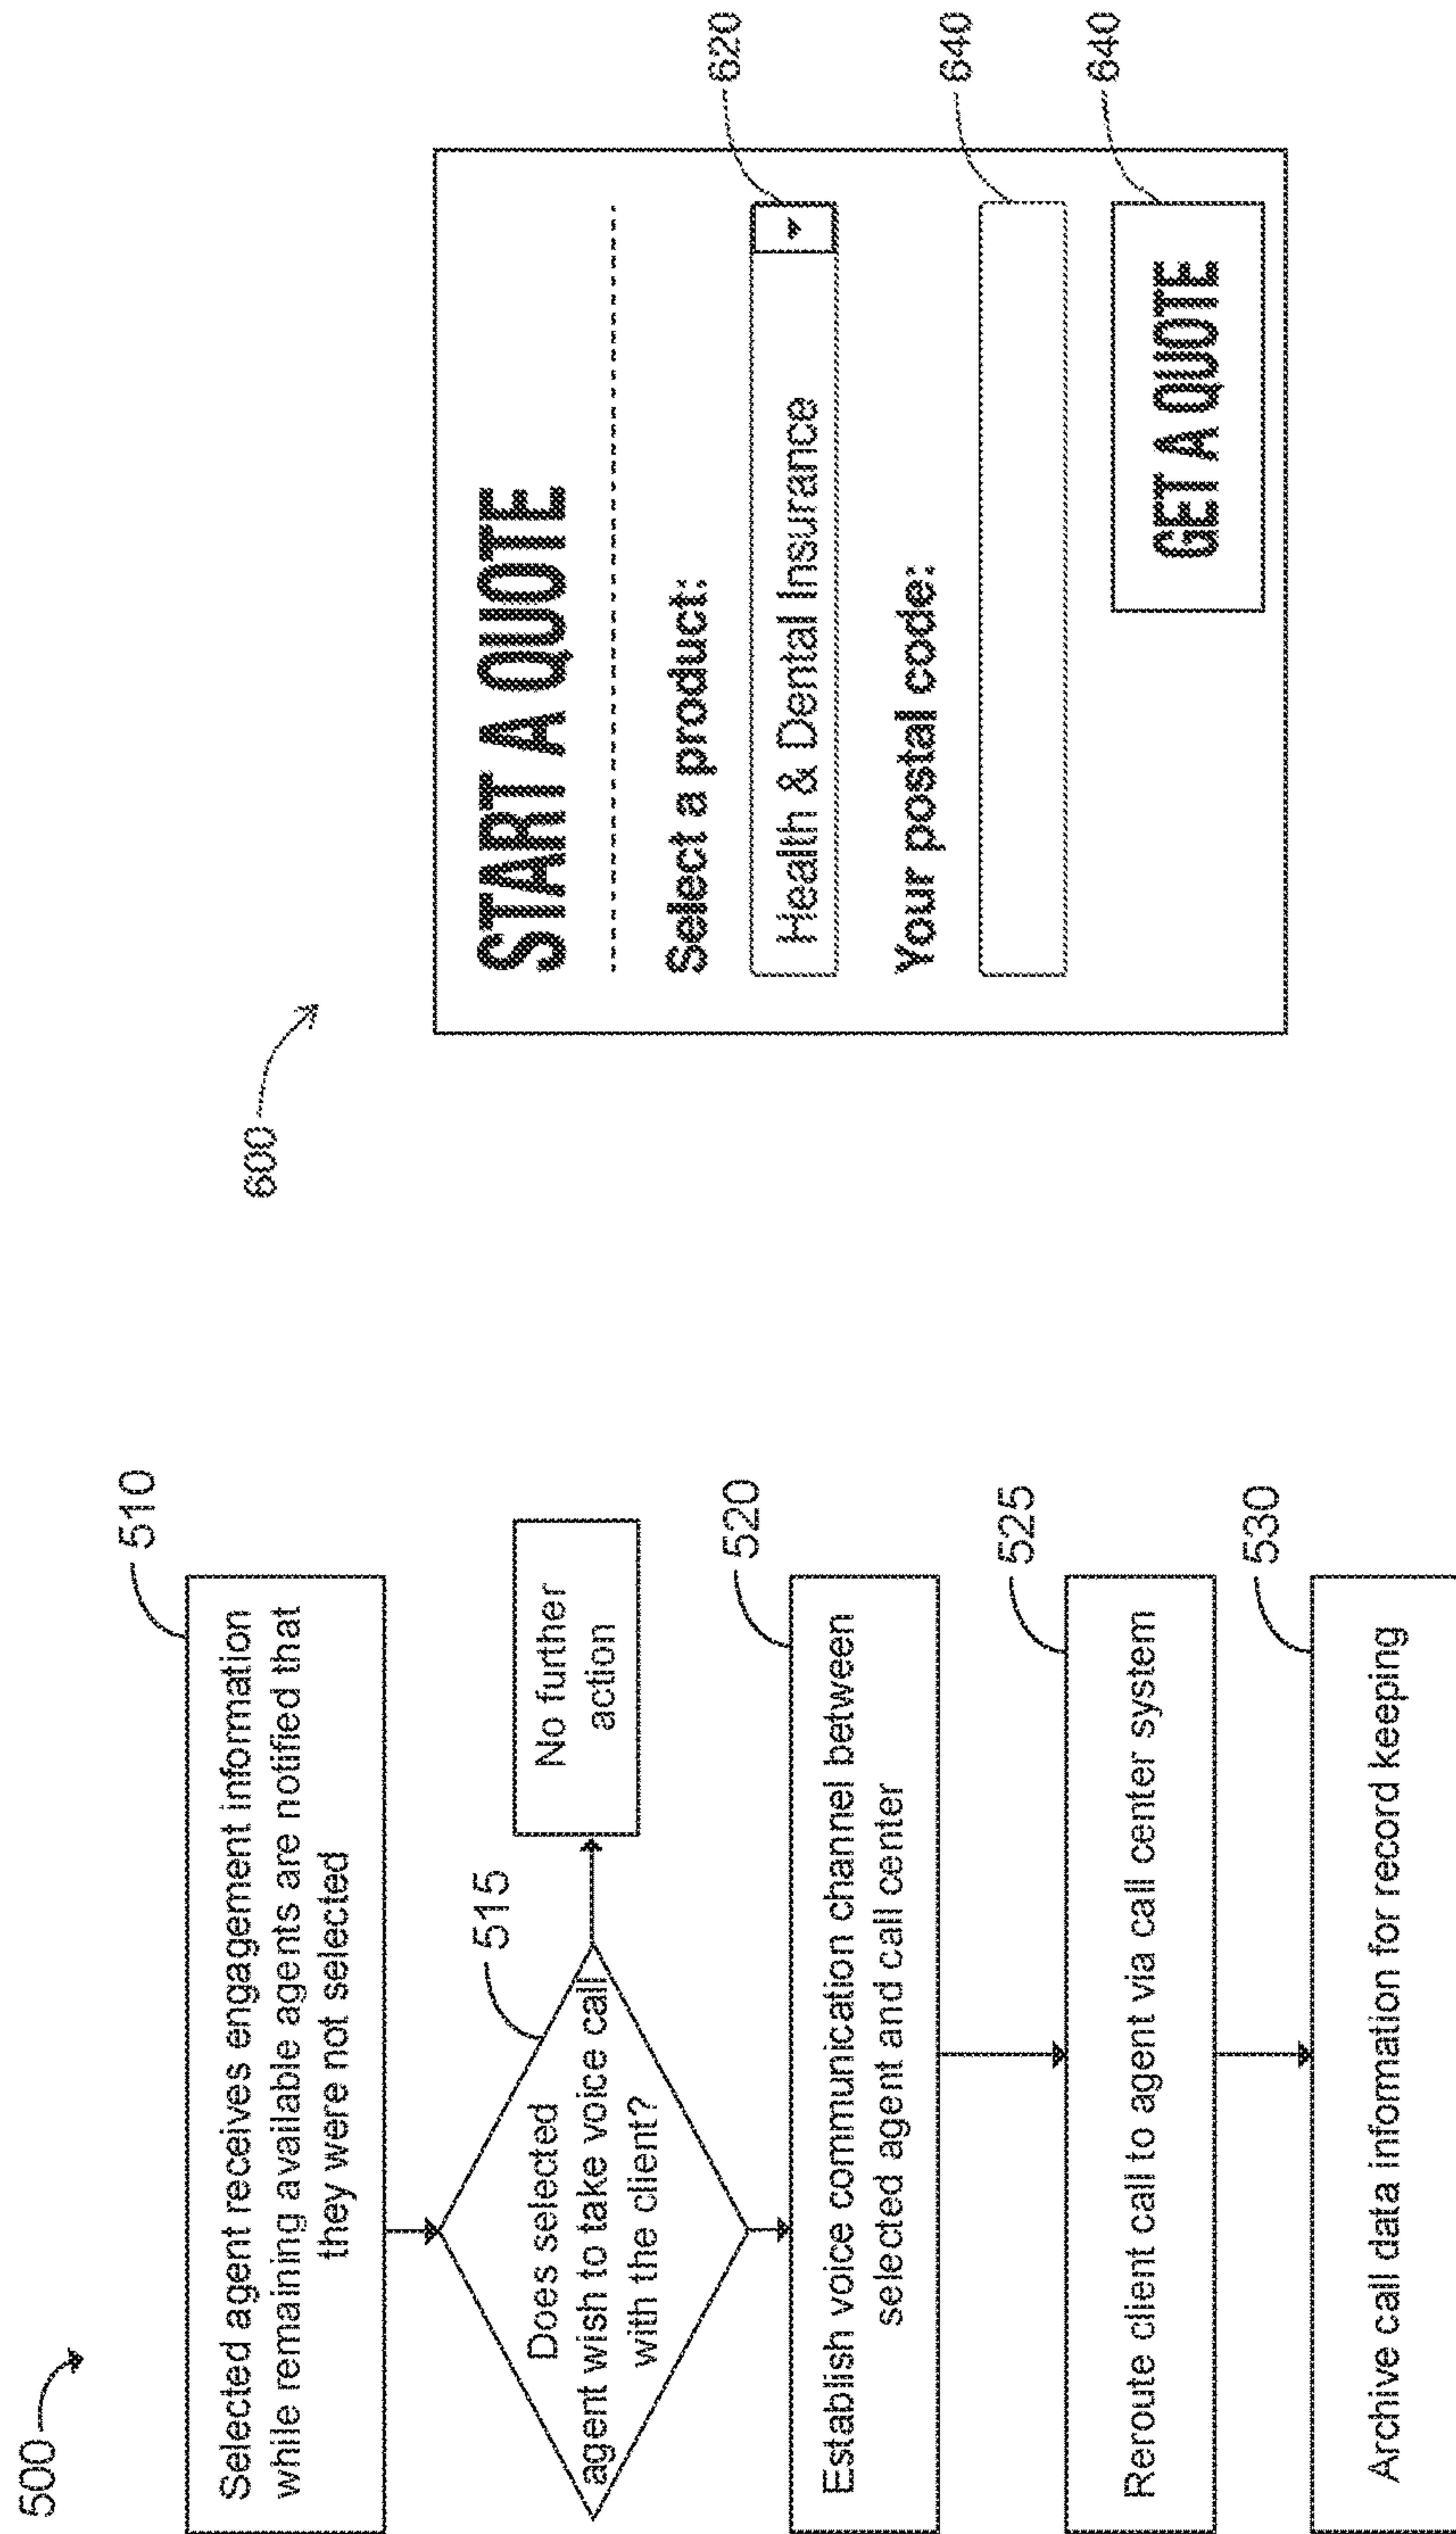 500
510
Selected agent receives engagement information
while remaining available agents are notified that
they were not selected
515
Does selected
agent wish to take voice call
with the client?
No further
action
520
Establish voice communication channel between
selected agent and call center
525
Reroute client call to agent via call center system
530
Archive call data information for record keeping
600
START A QUOTE
Select a product:
620
Health & Dental Insurance
Your postal code:
640
640
GET A QUOTE